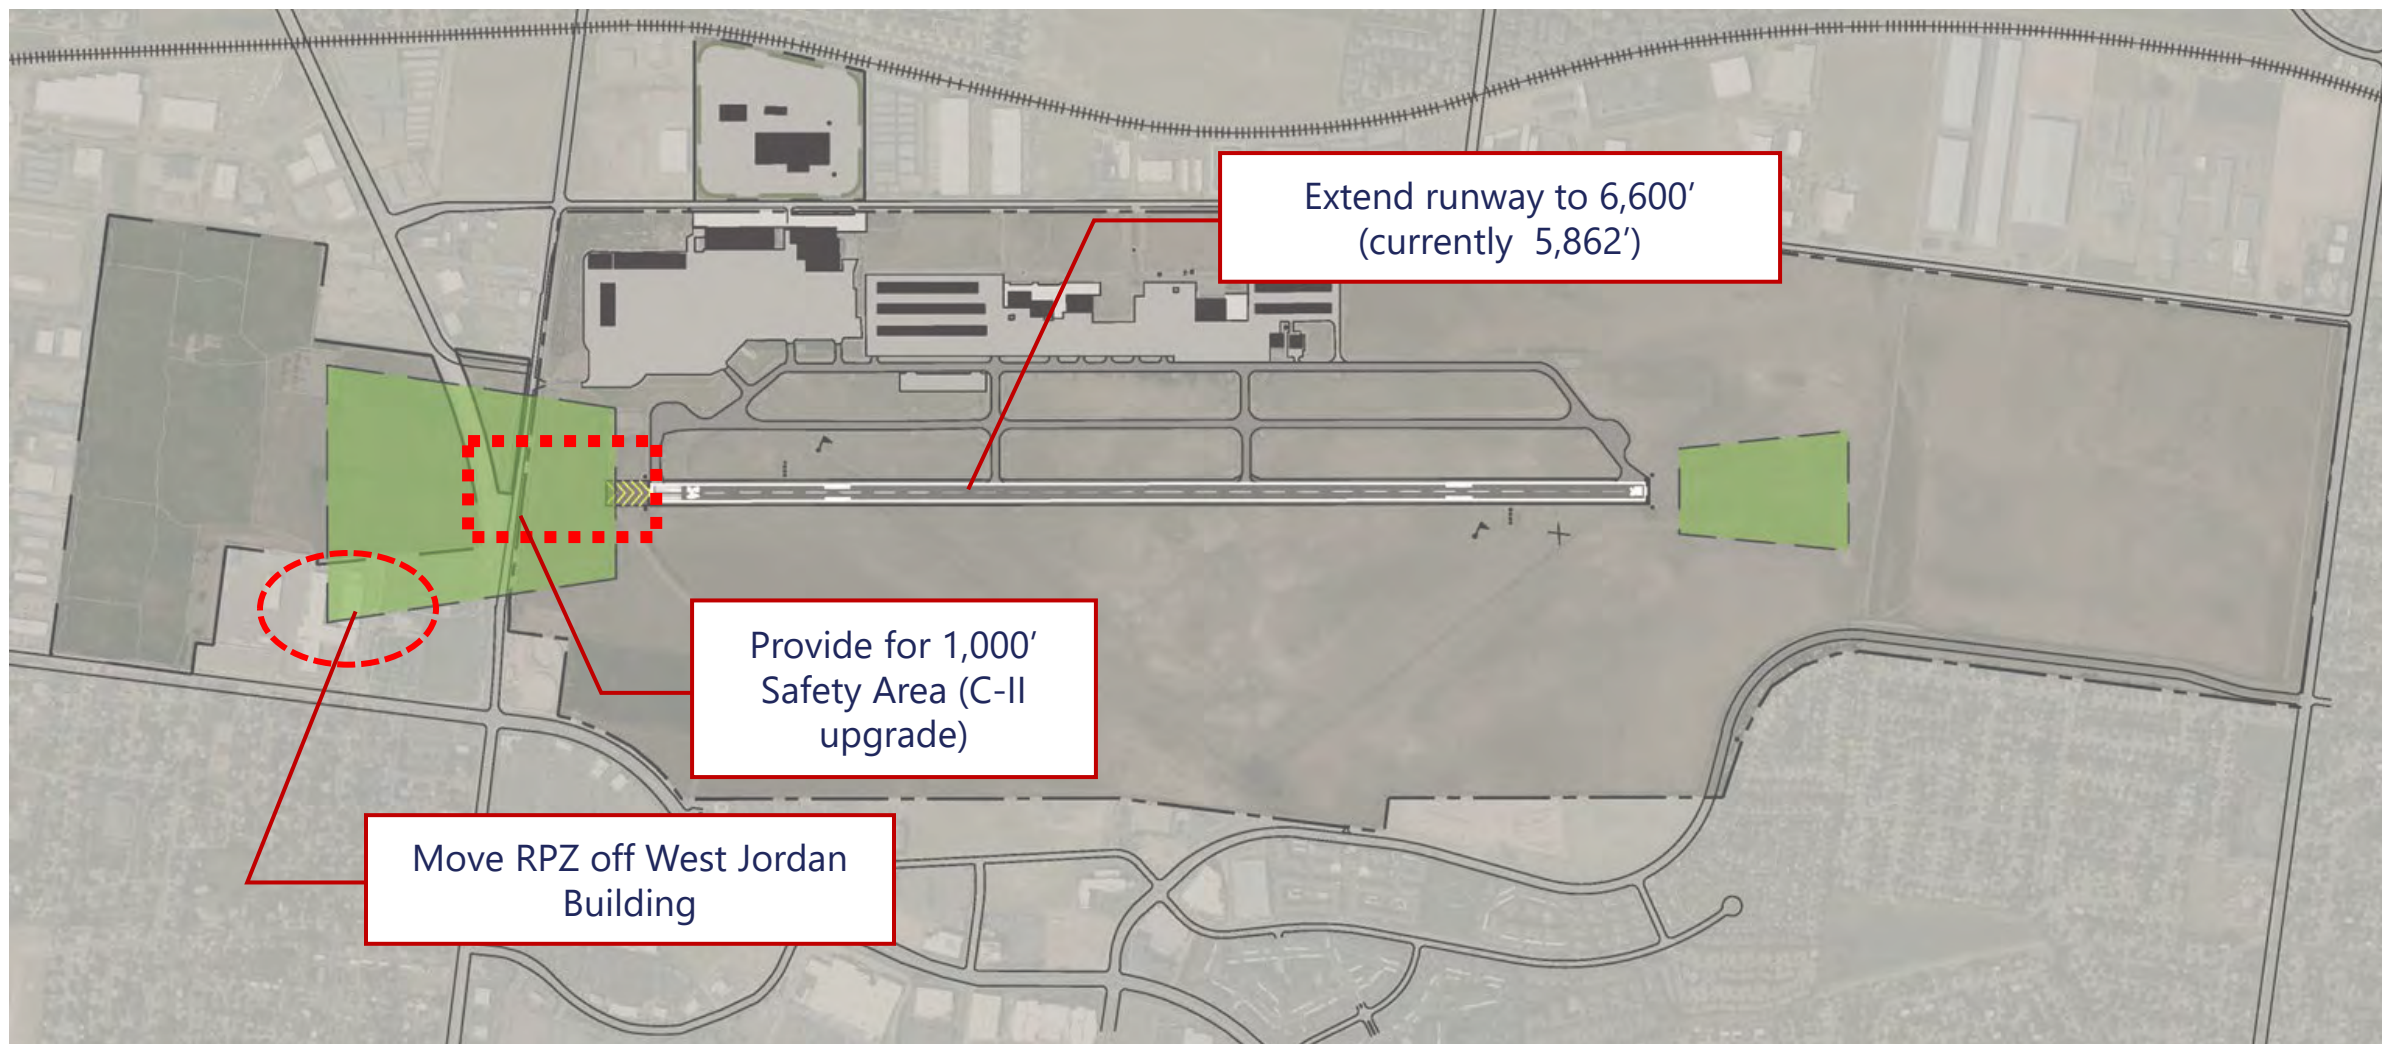 Extend runway to 6,600’
(currently 5,862’)
Provide for 1,000’
Safety Area (C-II
upgrade)
Move RPZ off West Jordan
Building